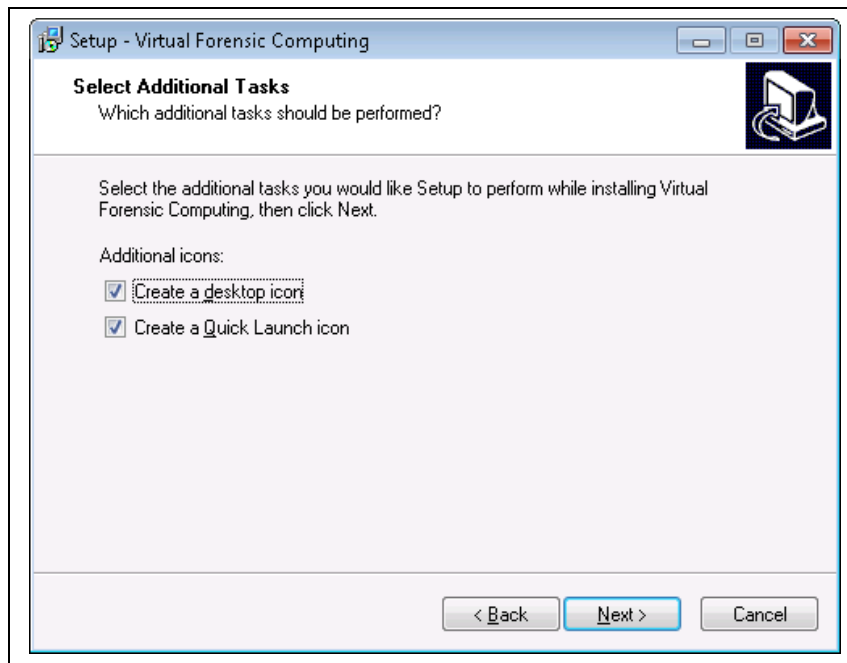 Setup - Virtual Forensic Computing
Select Additional Tasks
Which additional tasks should be performed?
Select the additional tasks you would like Setup to perform while installing Virtual
Forensic Computing, then click Next.
Additional icons:
Create a desktop icon
Create a Quick Launch icon
< Back
Next >
Cancel